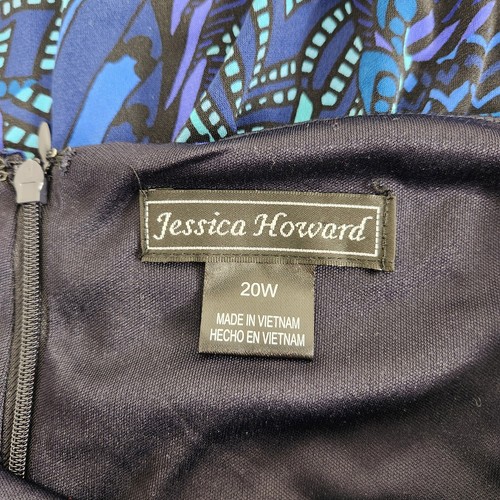 Jessica Howard
20W
MADE IN VIETNAM
HECHO EN VIETNAM